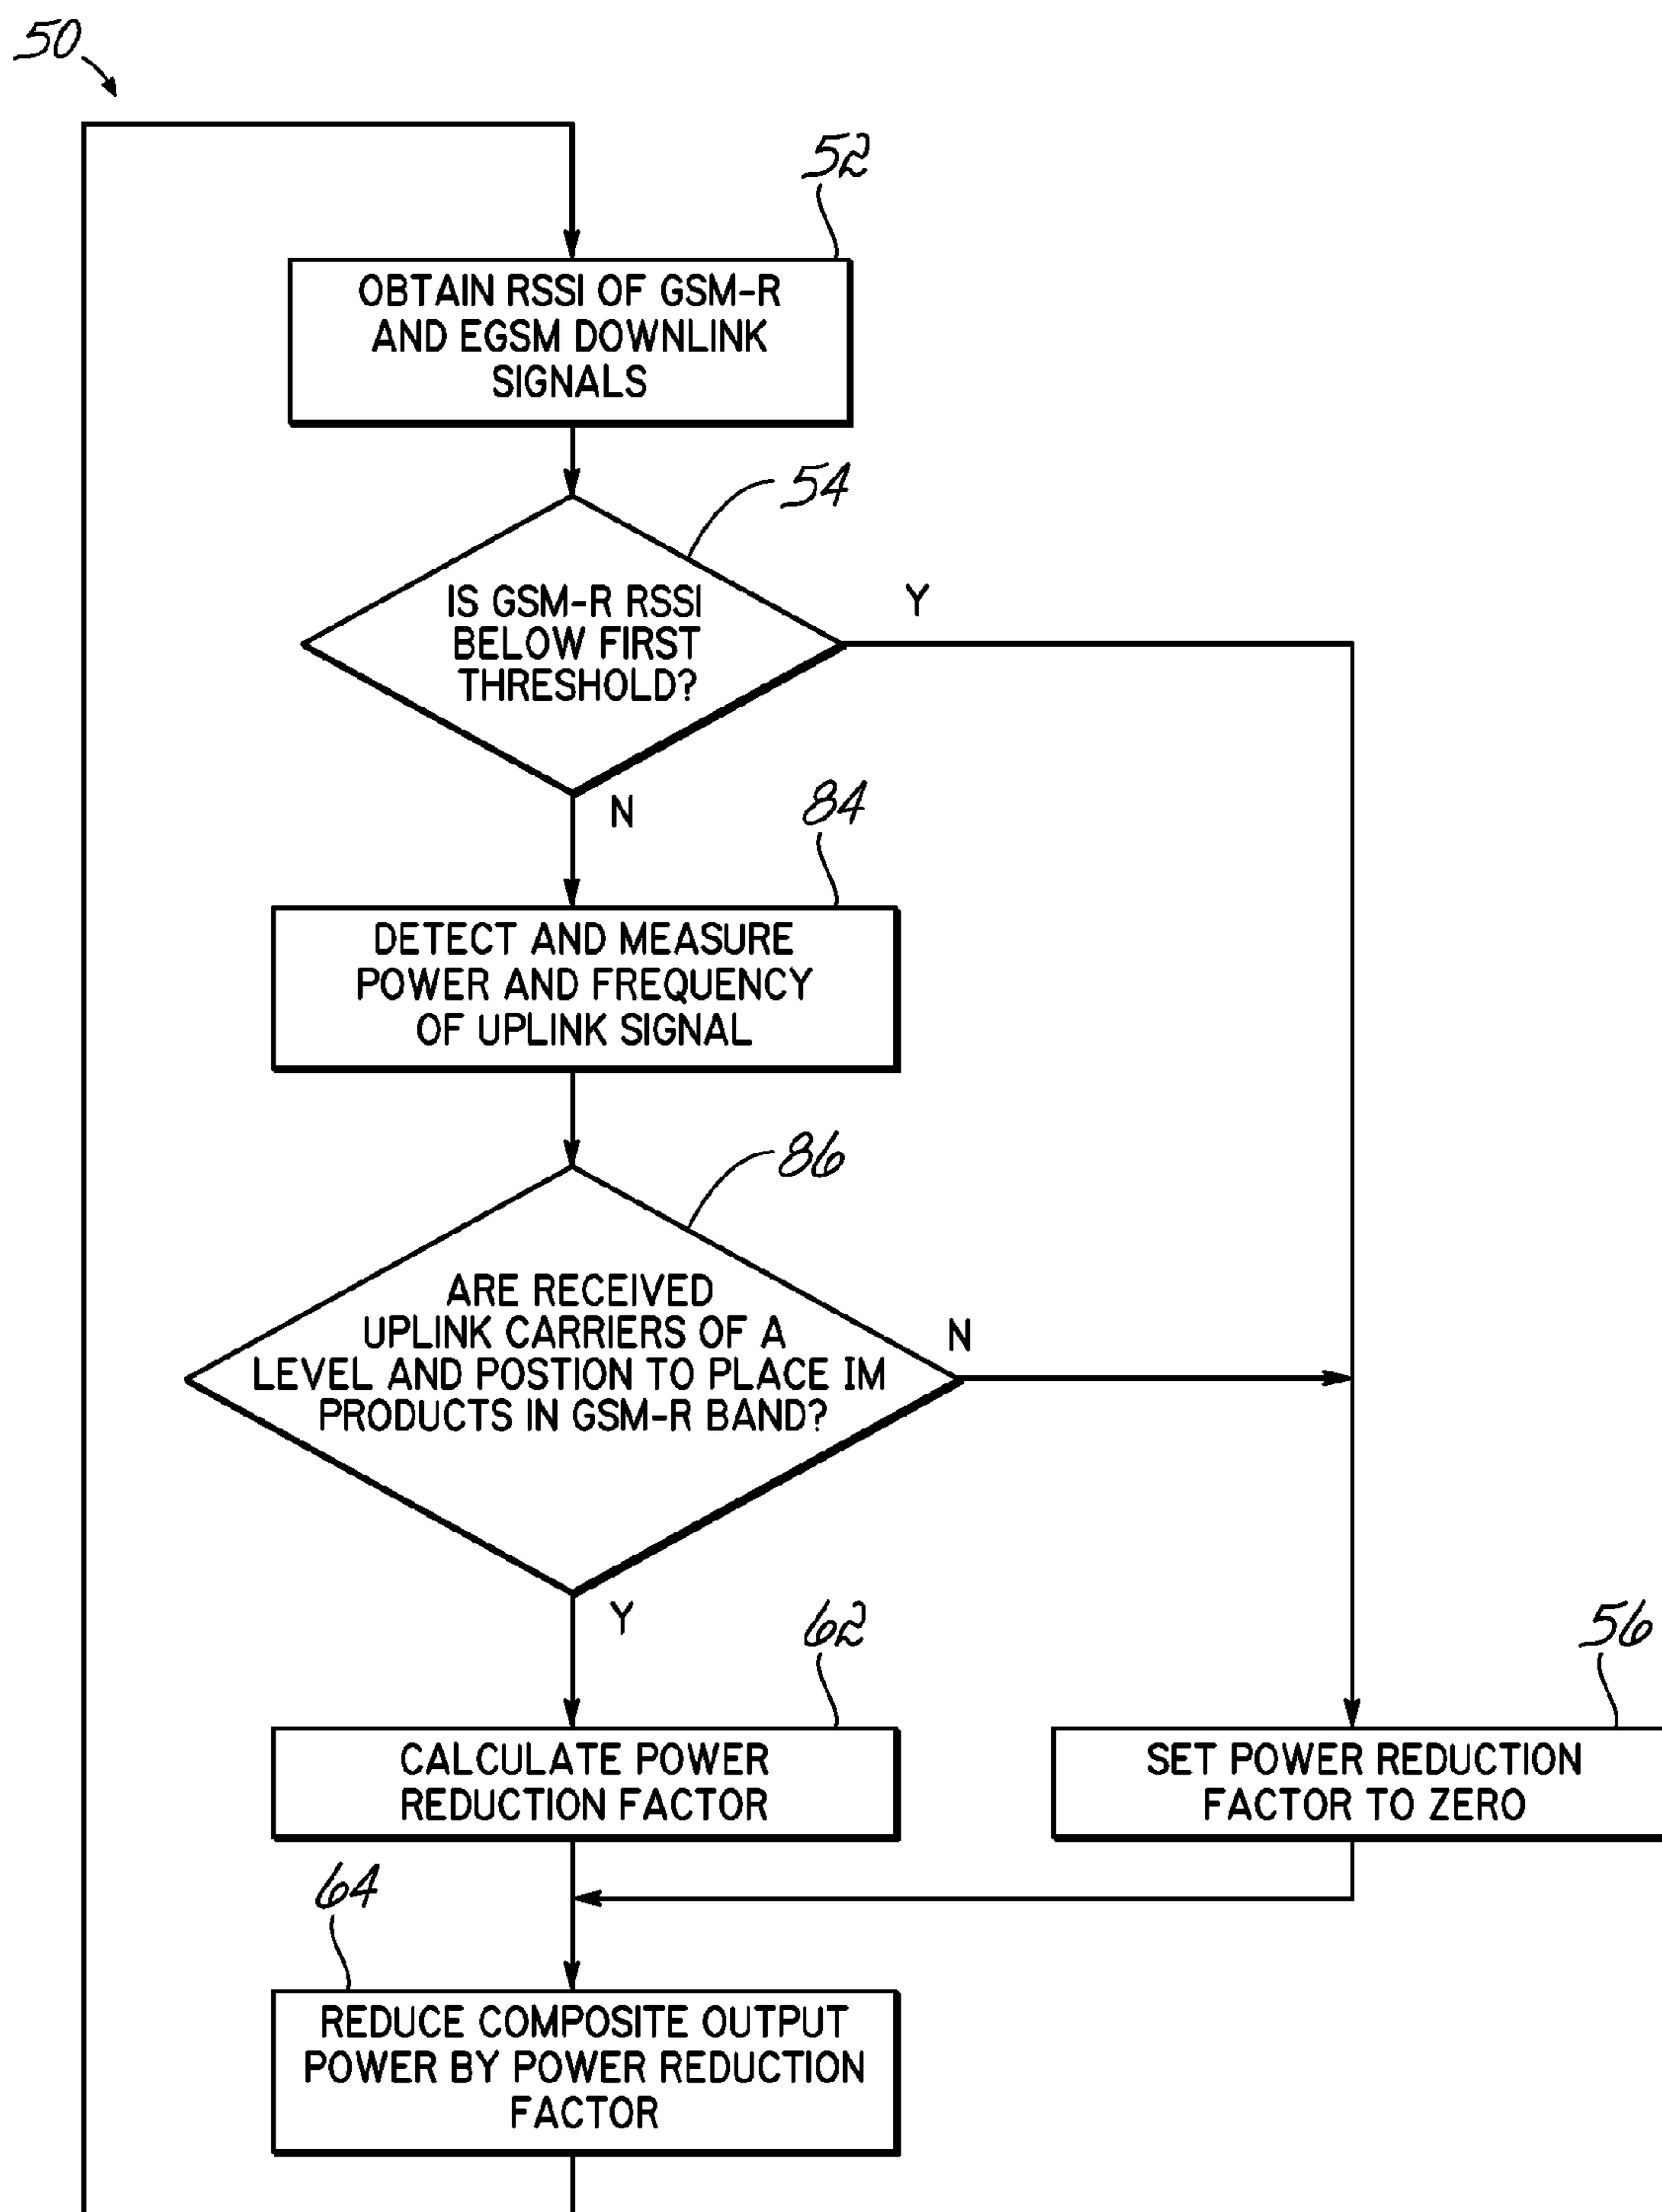 50
52
OBTAIN RSSI OF GSM-R
AND EGSM DOWNLINK
SIGNALS
54
IS GSM-R RSSI
BELOW FIRST
THRESHOLD?
Y
N
84
DETECT AND MEASURE
POWER AND FREQUENCY
OF UPLINK SIGNAL
86
ARE RECEIVED
UPLINK CARRIERS OF A
LEVEL AND POSTION TO PLACE IM
PRODUCTS IN GSM-R BAND?
N
Y
62
CALCULATE POWER
REDUCTION FACTOR
56
SET POWER REDUCTION
FACTOR TO ZERO
64
REDUCE COMPOSITE OUTPUT
POWER BY POWER REDUCTION
FACTOR